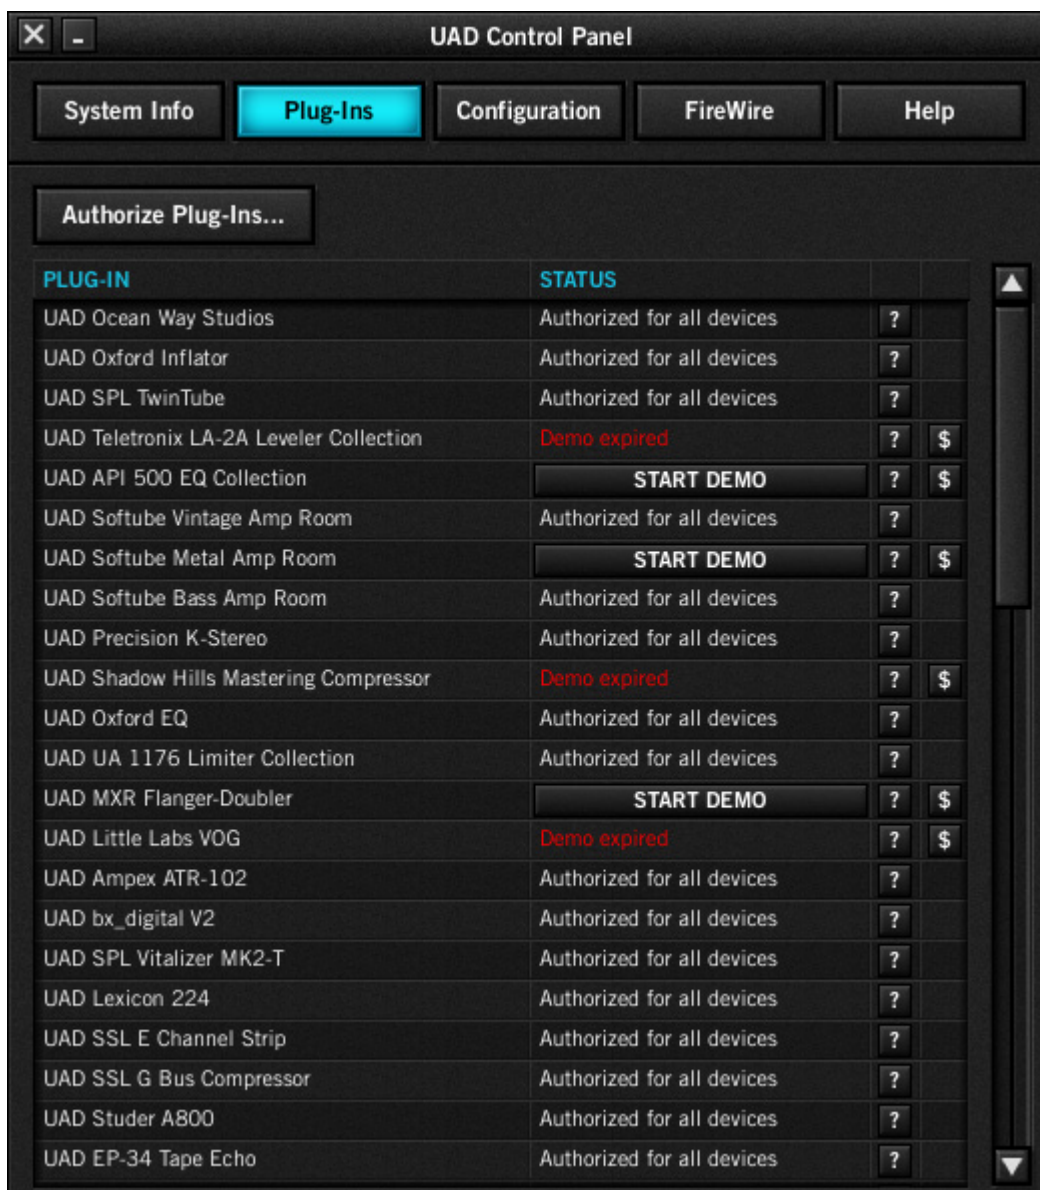 UAD Control Panel
System Info Plug-Ins Configuration FireWire Help
Authorize Plug-Ins...
PLUG-IN STATUS
UAD Ocean Way Studios Authorized for all devices ?
UAD Oxford Inflator Authorized for all devices ?
UAD SPL TwinTube Authorized for all devices ?
UAD Teletronix LA-2A Leveler Collection Demo expired ? $
UAD API 500 EQ Collection START DEMO ? $
UAD Softube Vintage Amp Room Authorized for all devices ?
UAD Softube Metal Amp Room START DEMO ? $
UAD Softube Bass Amp Room Authorized for all devices ?
UAD Precision K-Stereo Authorized for all devices ?
UAD Shadow Hills Mastering Compressor Demo expired ? $
UAD Oxford EQ Authorized for all devices ?
UAD UA 1176 Limiter Collection Authorized for all devices ?
UAD MXR Flanger-Doubler START DEMO ? $
UAD Little Labs VOG Demo expired ? $
UAD Ampex ATR-102 Authorized for all devices ?
UAD bx_digital V2 Authorized for all devices ?
UAD SPL Vitalizer MK2-T Authorized for all devices ?
UAD Lexicon 224 Authorized for all devices ?
UAD SSL E Channel Strip Authorized for all devices ?
UAD SSL G Bus Compressor Authorized for all devices ?
UAD Studer A800 Authorized for all devices ?
UAD EP-34 Tape Echo Authorized for all devices ?